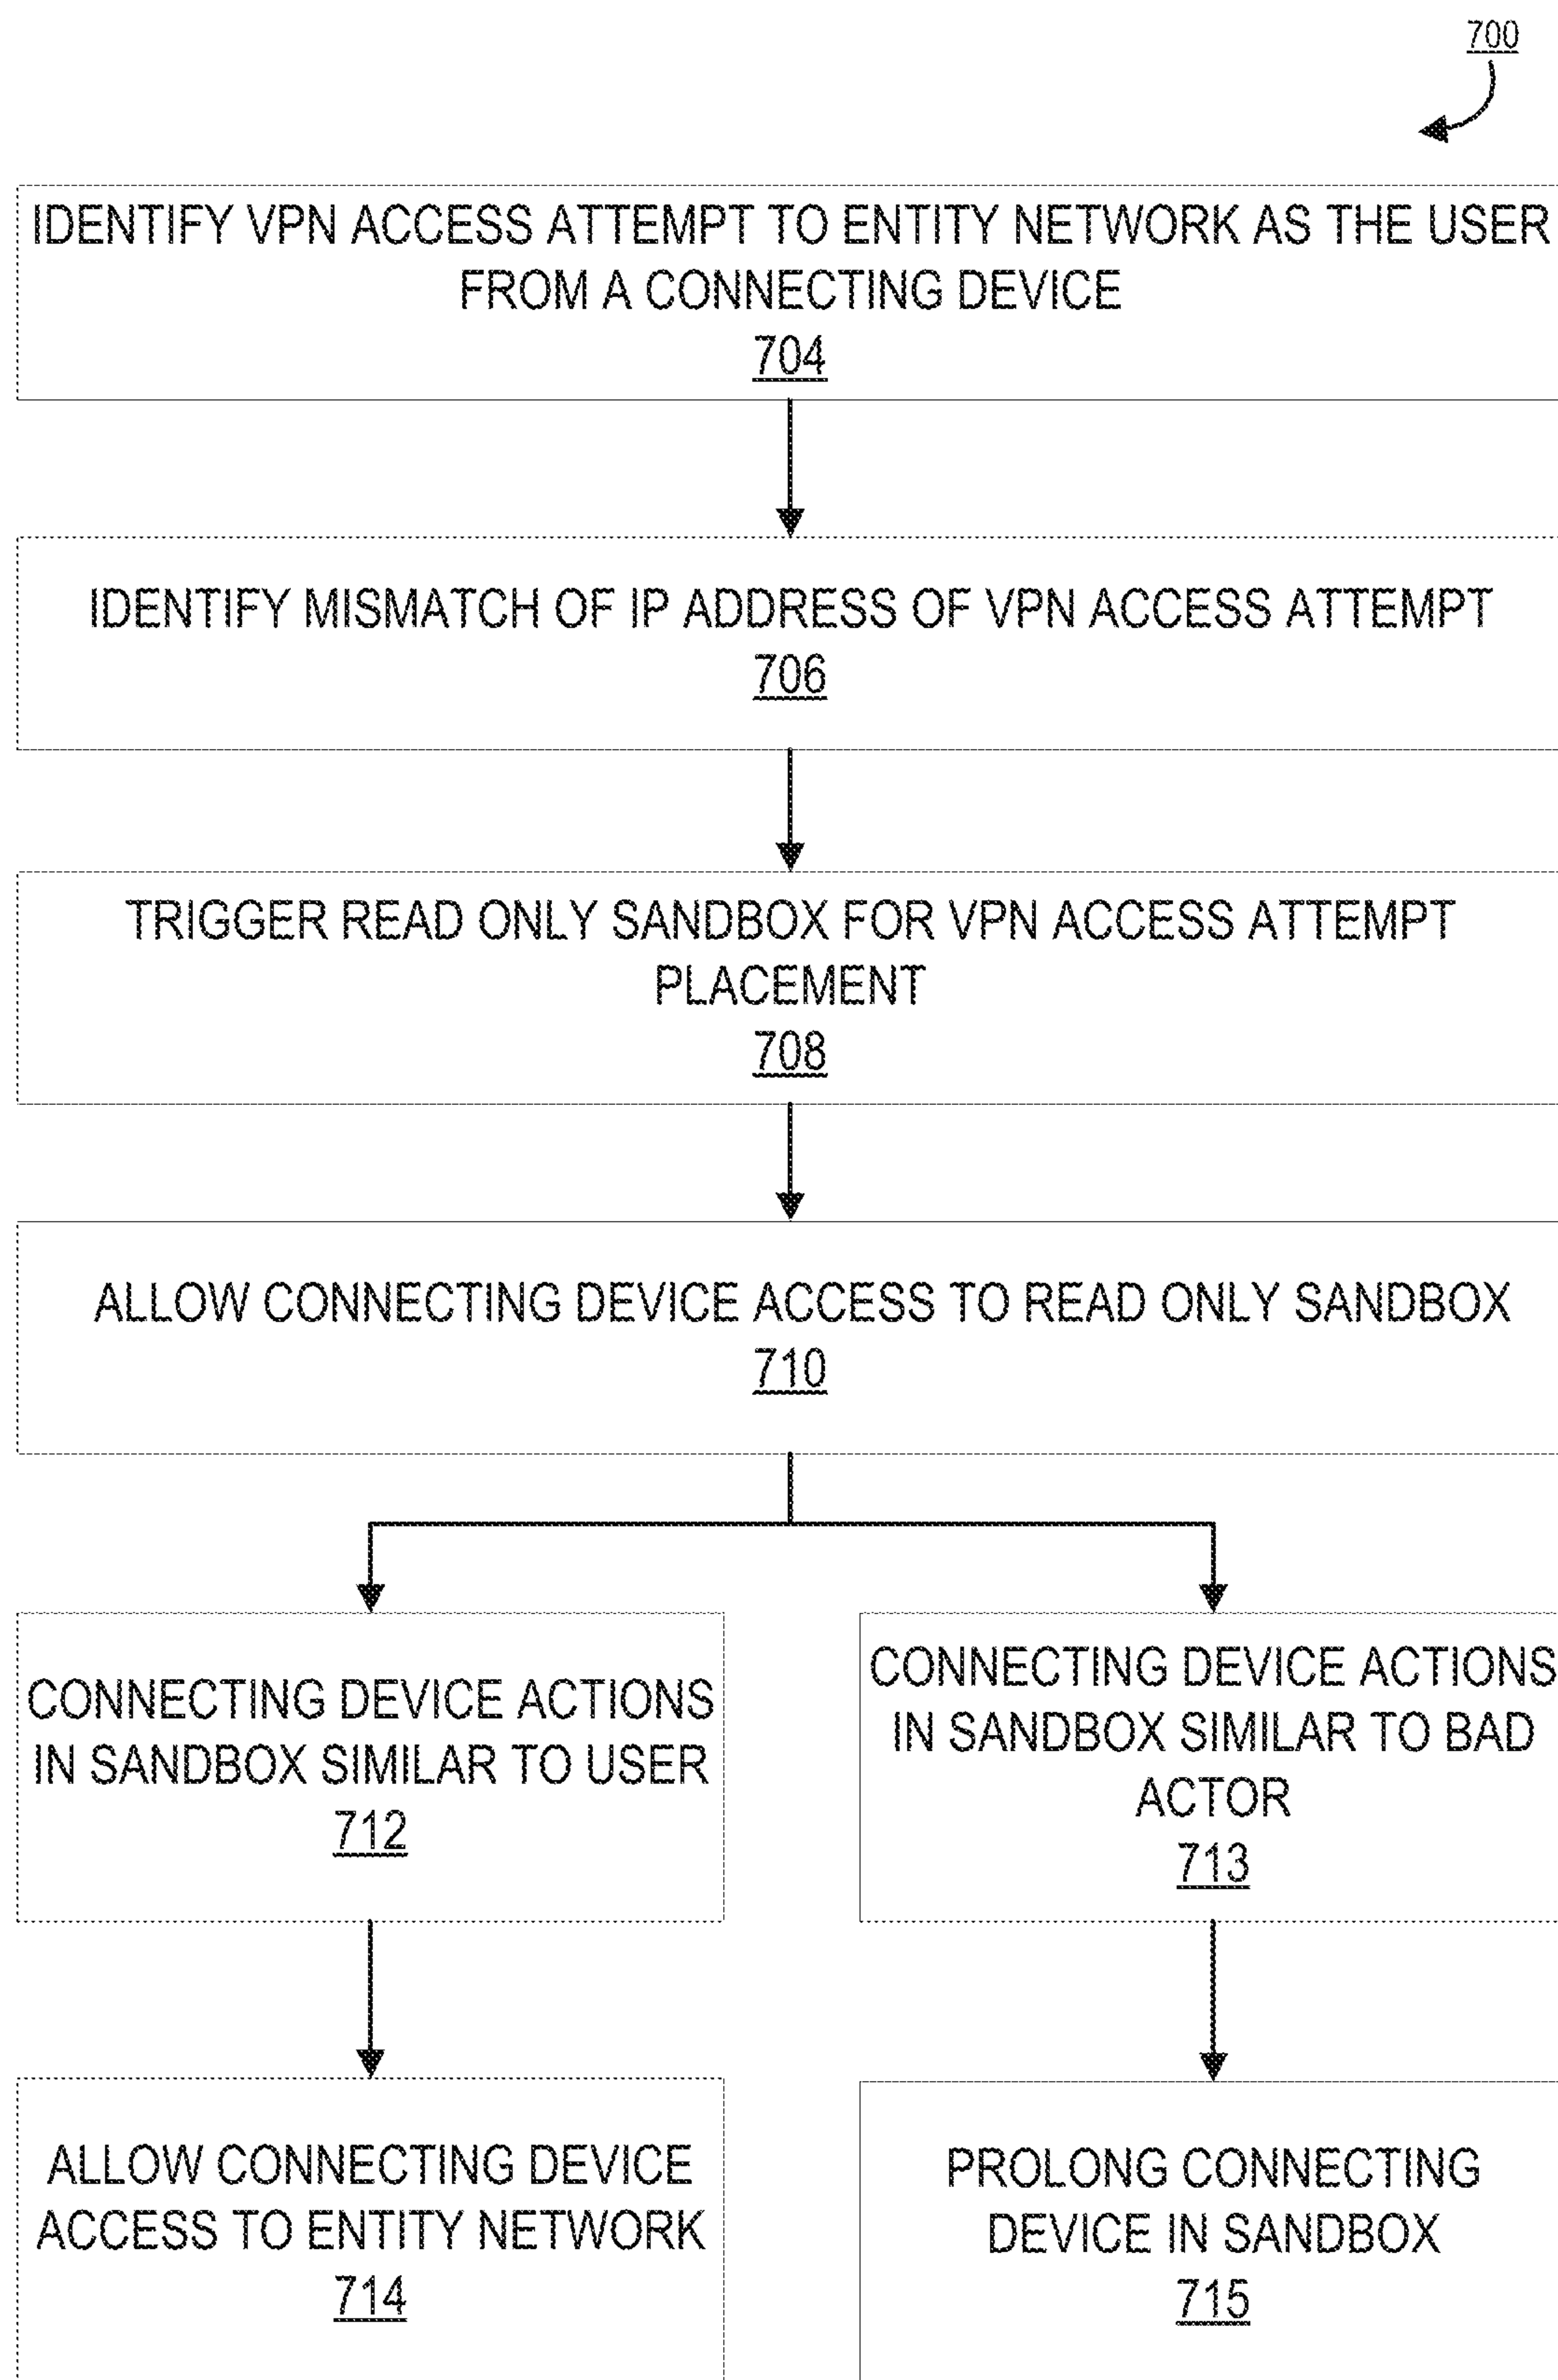 700
IDENTIFY VPN ACCESS ATTEMPT TO ENTITY NETWORK AS THE USER
FROM A CONNECTING DEVICE
704
IDENTIFY MISMATCH OF IP ADDRESS OF VPN ACCESS ATTEMPT
706
TRIGGER READ ONLY SANDBOX FOR VPN ACCESS ATTEMPT
PLACEMENT
708
ALLOW CONNECTING DEVICE ACCESS TO READ ONLY SANDBOX
710
CONNECTING DEVICE ACTIONS
IN SANDBOX SIMILAR TO USER
712
CONNECTING DEVICE ACTIONS
IN SANDBOX SIMILAR TO BAD
ACTOR
713
ALLOW CONNECTING DEVICE
ACCESS TO ENTITY NETWORK
714
PROLONG CONNECTING
DEVICE IN SANDBOX
715